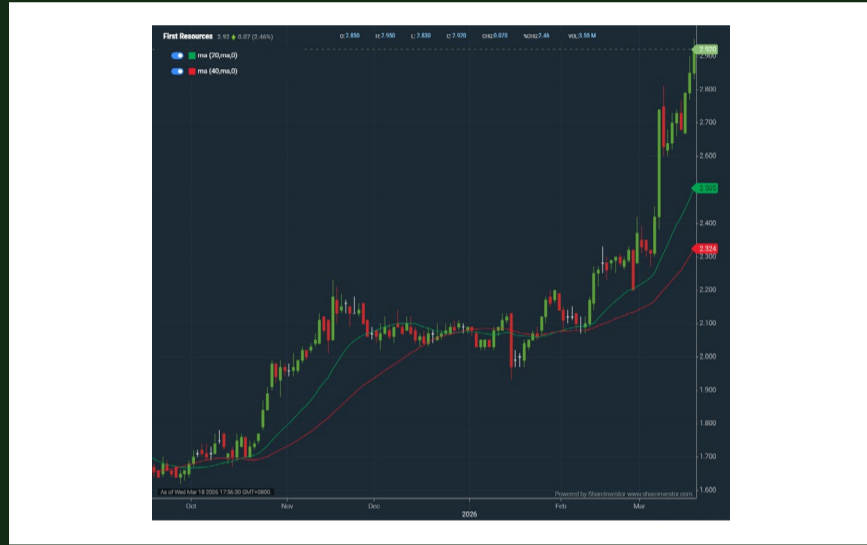 First Resources 2.92 0.07 (2.46%) O:2.850 H:2.950 L:2.830 C:2.920 CHG:0.070 %CHG:2.46 VOL:3.55 M
ma (20,ma,0)
ma (40,ma,0)
2.920
2.900
2.800
2.700
2.600
2.400
2.324
2.300
2.200
2.100
2.000
1.900
1.800
1.700
1.600
As of Wed Mar 18 2026 17:36:30 GMT+0800
Powered by ShareInvestor www.shareinvestor.com
Oct Nov Dec Feb Mar
2026